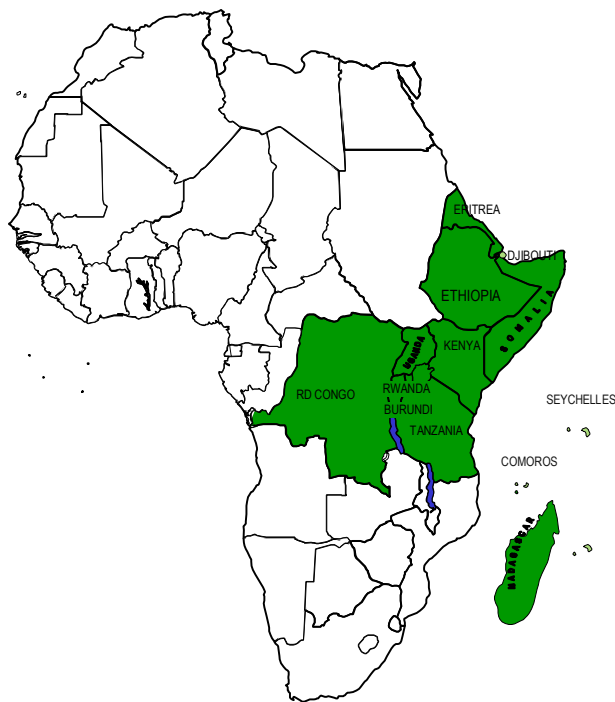 ERITREA
DJIBOUTI
ETHIOPIA
SOMALIA
UGANDA
KENYA
RWANDA
RD CONGO
BURUNDI
SEYCHELLES
TANZANIA
COMOROS
MADAGASCAR